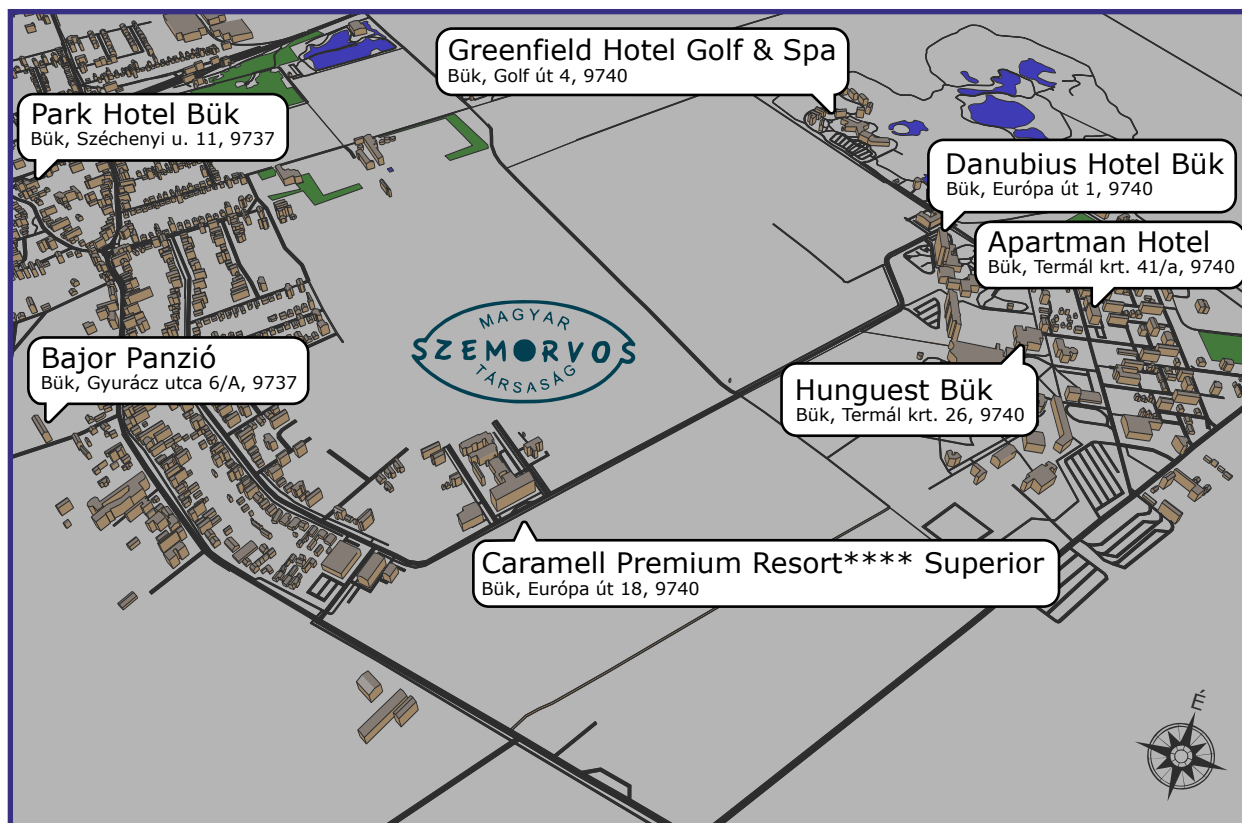 Greenfield Hotel Golf & Spa
Bük, Golf út 4, 9740
Park Hotel Bük
Bük, Széchenyi u. 11, 9737
Danubius Hotel Bük
Bük, Európa út 1, 9740
Apartman Hotel
Bük, Termál krt. 41/a, 9740
MAGYAR
SZEMORVOS
TÁRSASÁG
Bajor Panzió
Bük, Gyurácz utca 6/A, 9737
Hunguest Bük
Bük, Termál krt. 26, 9740
Caramell Premium Resort**** Superior
Bük, Európa út 18, 9740
É